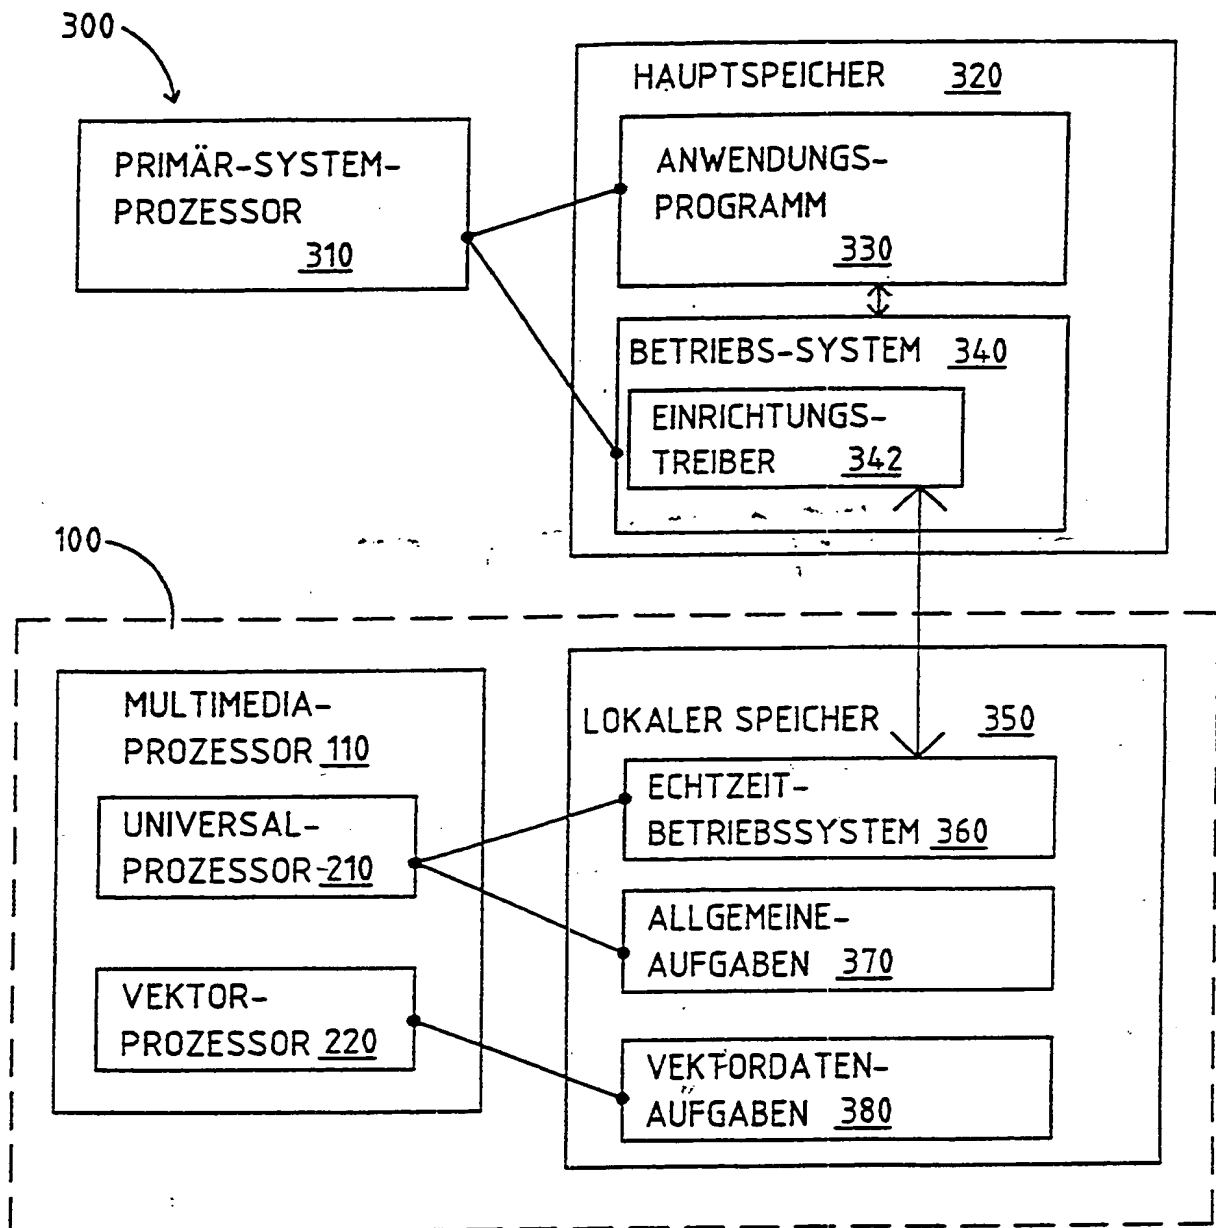 300
PRIMÄR-SYSTEM-
PROZESSOR
310
HAUPTSPEICHER 320
ANWENDUNGS-
PROGRAMM
330
BETRIEBS-SYSTEM 340
EINRICHTUNGS-
TREIBER 342
100
MULTIMEDIA-
PROZESSOR 110
UNIVERSAL-
PROZESSOR 210
VEKTOR-
PROZESSOR 220
LOKALER SPEICHER 350
ECHTZEIT-
BETRIEBSSYSTEM 360
ALLGEMEINE-
AUFGABEN 370
VEKTORDATEN-
AUFGABEN 380